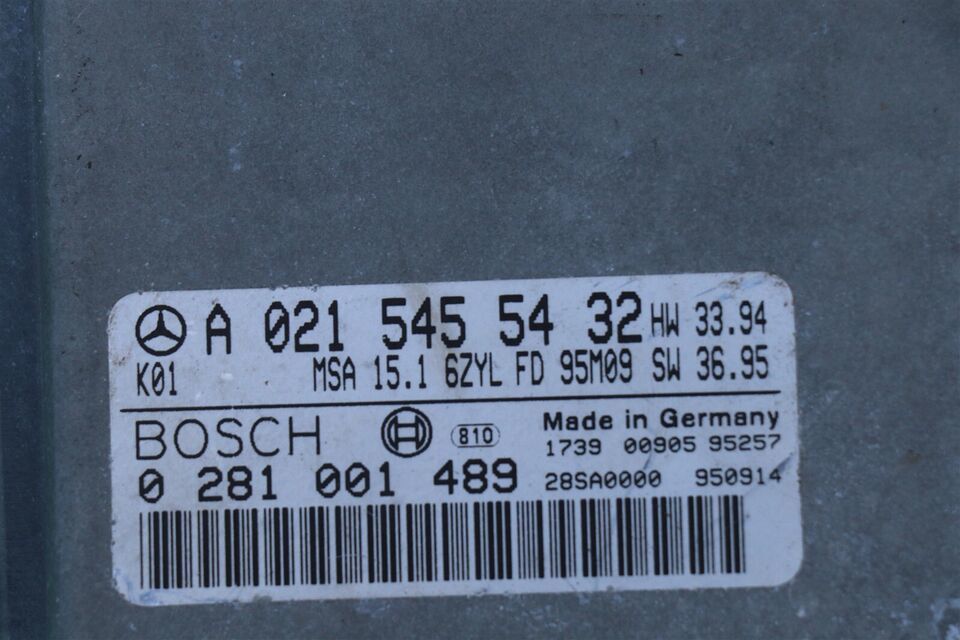 A 021 545 54 32 HW 33.94
K01 MSA 15.1 6ZYL FD 95M09 SW 36.95
BOSCH 810 Made in Germany
1739 00905 95257
0 281 001 489 28SA0000 950914